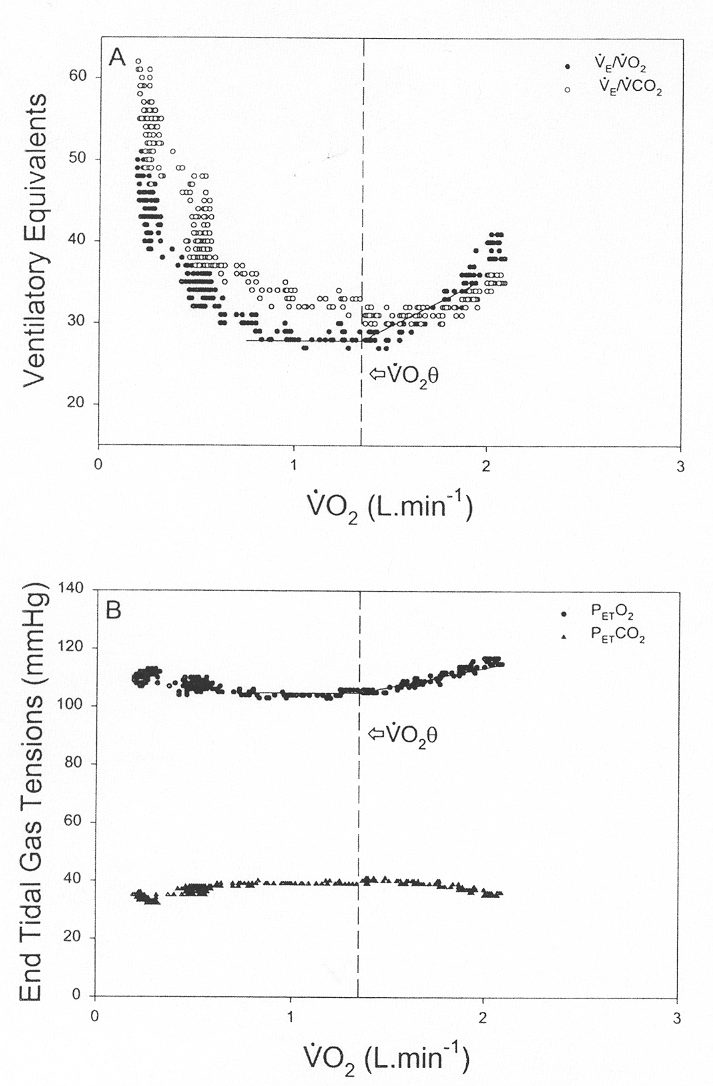 A
V̇E/V̇O2
V̇E/V̇CO2
Ventilatory Equivalents
60
50
40
30
20
⇦V̇O2θ
0
1
2
3
V̇O2 (L.min-1)
B
PETO2
PETCO2
End Tidal Gas Tensions (mmHg)
140
120
100
80
60
40
20
0
⇦V̇O2θ
0
1
2
3
V̇O2 (L.min-1)